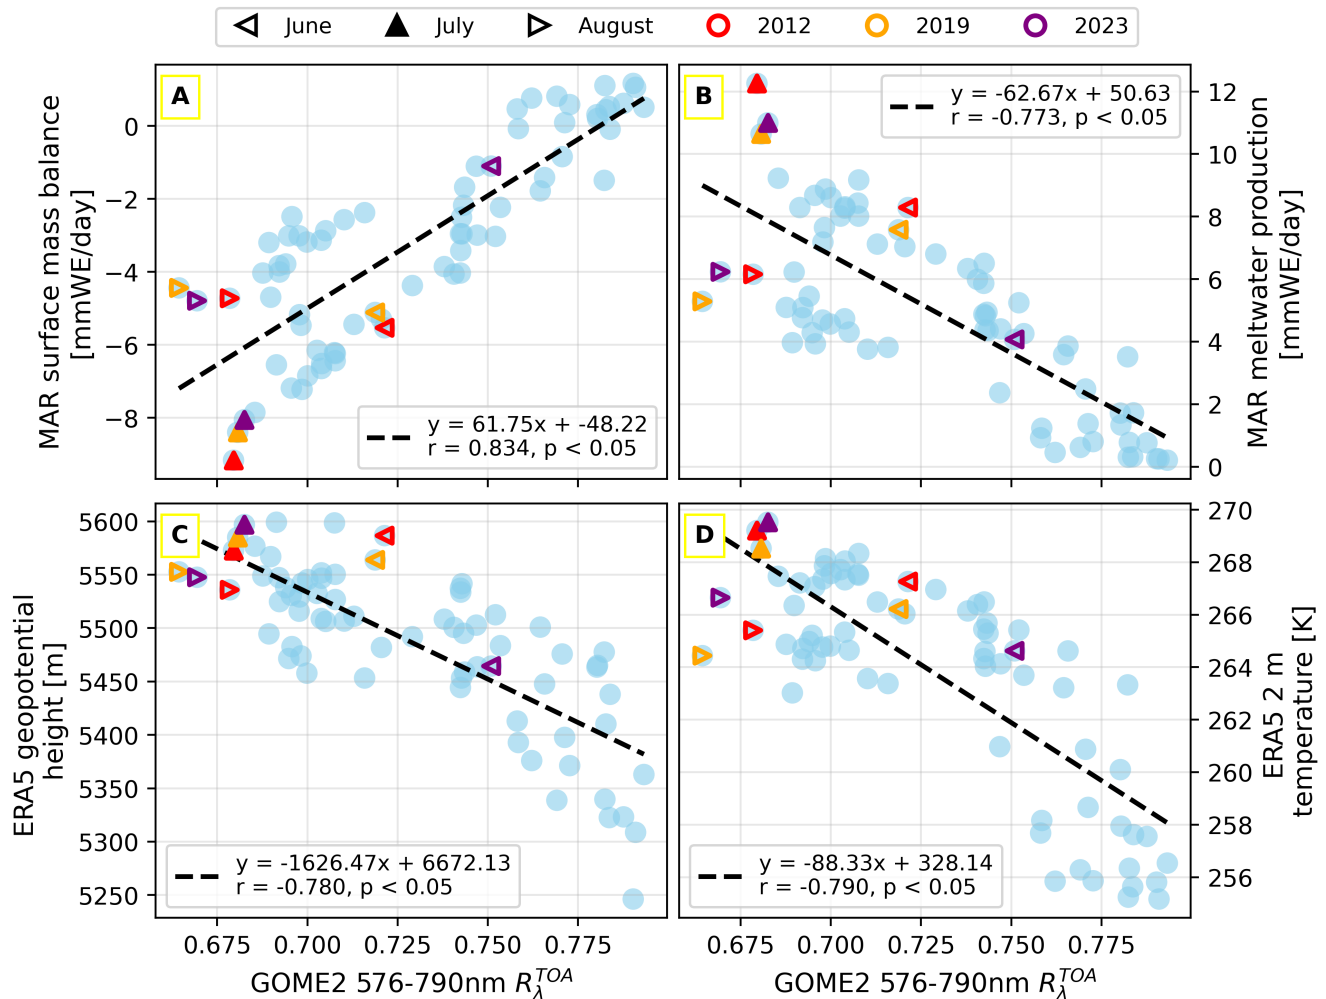 June July August 2012 2019 2023
A
MAR surface mass balance
[mmWE/day]
0
−2
−4
−6
−8
y = 61.75x + -48.22
r = 0.834, p < 0.05
B
y = -62.67x + 50.63
r = -0.773, p < 0.05
12
10
8
6
4
2
0
MAR meltwater production
[mmWE/day]
C
ERA5 geopotential
height [m]
5600
5550
5500
5450
5400
5350
5300
5250
y = -1626.47x + 6672.13
r = -0.780, p < 0.05
0.675 0.700 0.725 0.750 0.775
GOME2 576-790nm R_λ^TOA
D
y = -88.33x + 328.14
r = -0.790, p < 0.05
270
268
266
264
262
260
258
256
ERA5 2 m
temperature [K]
0.675 0.700 0.725 0.750 0.775
GOME2 576-790nm R_λ^TOA